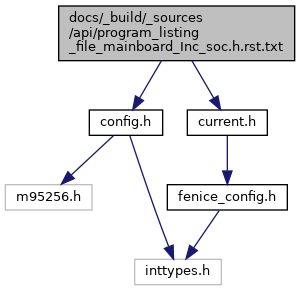 docs/_build/_sources
/api/program_listing
_file_mainboard_Inc_soc.h.rst.txt
config.h
current.h
m95256.h
fenice_config.h
inttypes.h